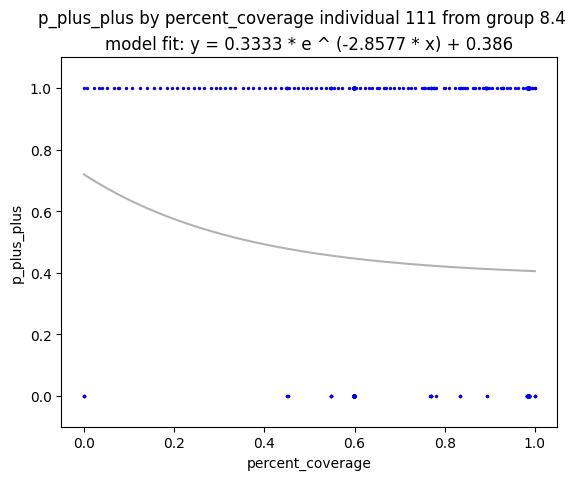 p_plus_plus by percent_coverage individual 111 from group 8.4
model fit: y = 0.3333 * e ^ (-2.8577 * x) + 0.386
1.0
0.8
0.6
0.4
0.2
0.0
p_plus_plus
0.0 0.2 0.4 0.6 0.8 1.0
percent_coverage